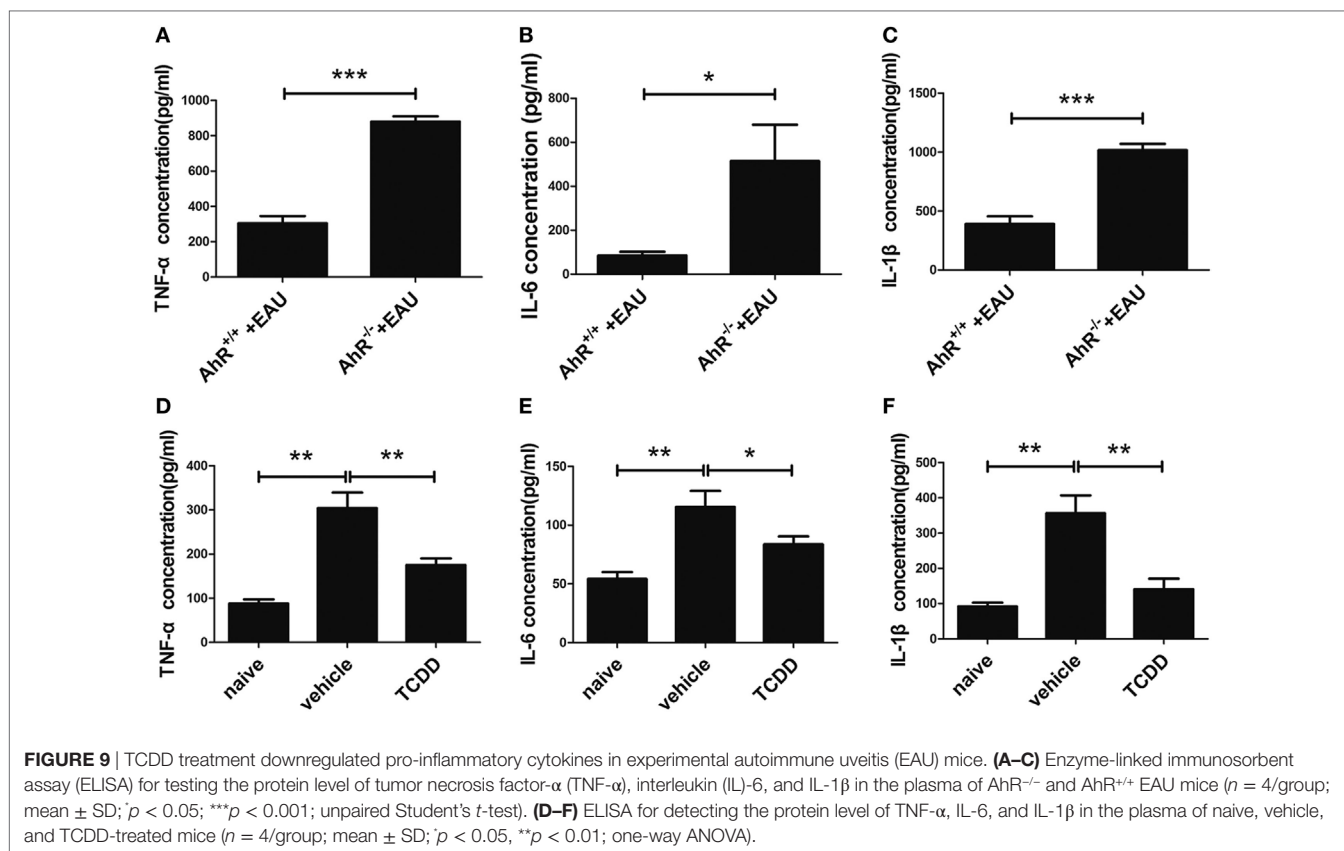 A
***
TNF-α concentration(pg/ml)
1000
800
600
400
200
0
AhR+/+ +EAU
AhR-/- +EAU
B
*
IL-6 concentration (pg/ml)
800
600
400
200
0
AhR+/+ +EAU
AhR-/- +EAU
C
***
IL-1β concentration(pg/ml)
1500
1000
500
0
AhR+/+ +EAU
AhR-/- +EAU
D
** **
TNF-α concentration(pg/ml)
400
300
200
100
0
naive
vehicle
TCDD
E
** *
IL-6 concentration(pg/ml)
150
100
50
0
naive
vehicle
TCDD
F
** **
IL-1β concentration(pg/ml)
500
400
300
200
100
0
naive
vehicle
TCDD
FIGURE 9 | TCDD treatment downregulated pro-inflammatory cytokines in experimental autoimmune uveitis (EAU) mice. (A–C) Enzyme-linked immunosorbent
assay (ELISA) for testing the protein level of tumor necrosis factor-α (TNF-α), interleukin (IL)-6, and IL-1β in the plasma of AhR−/− and AhR+/+ EAU mice (n = 4/group;
mean ± SD; *p < 0.05; ***p < 0.001; unpaired Student's t-test). (D–F) ELISA for detecting the protein level of TNF-α, IL-6, and IL-1β in the plasma of naive, vehicle,
and TCDD-treated mice (n = 4/group; mean ± SD; *p < 0.05, **p < 0.01; one-way ANOVA).